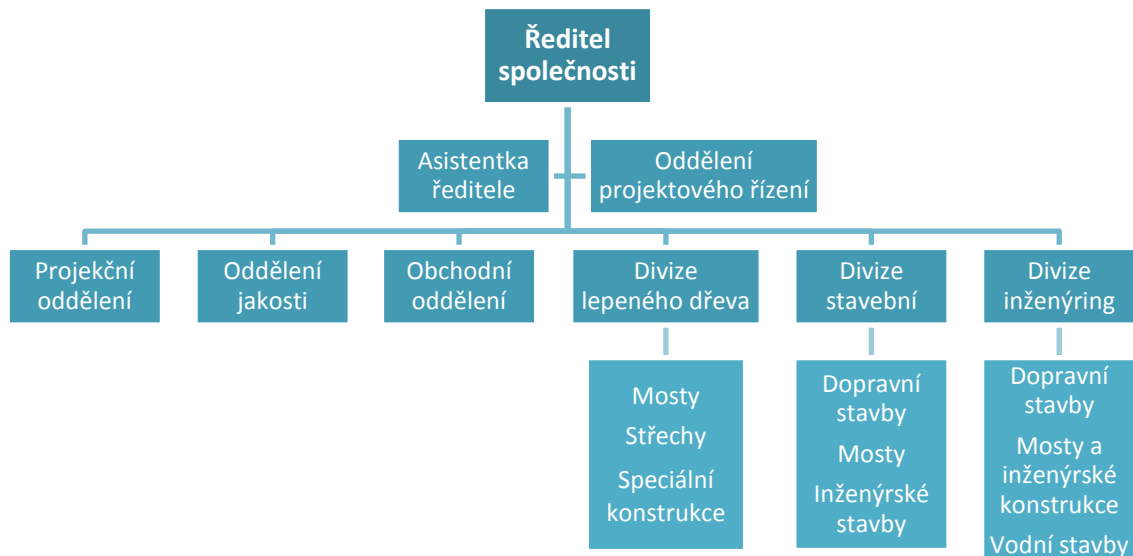 Ředitel
společnosti
Asistentka
ředitele
Oddělení
projektového řízení
Projekční
oddělení
Oddělení
jakosti
Obchodní
oddělení
Divize
lepeného dřeva
Divize
stavební
Divize
inženýring
Mosty
Střechy
Speciální
konstrukce
Dopravní
stavby
Mosty
Inženýrské
stavby
Dopravní
stavby
Mosty a
inženýrské
konstrukce
Vodní stavby